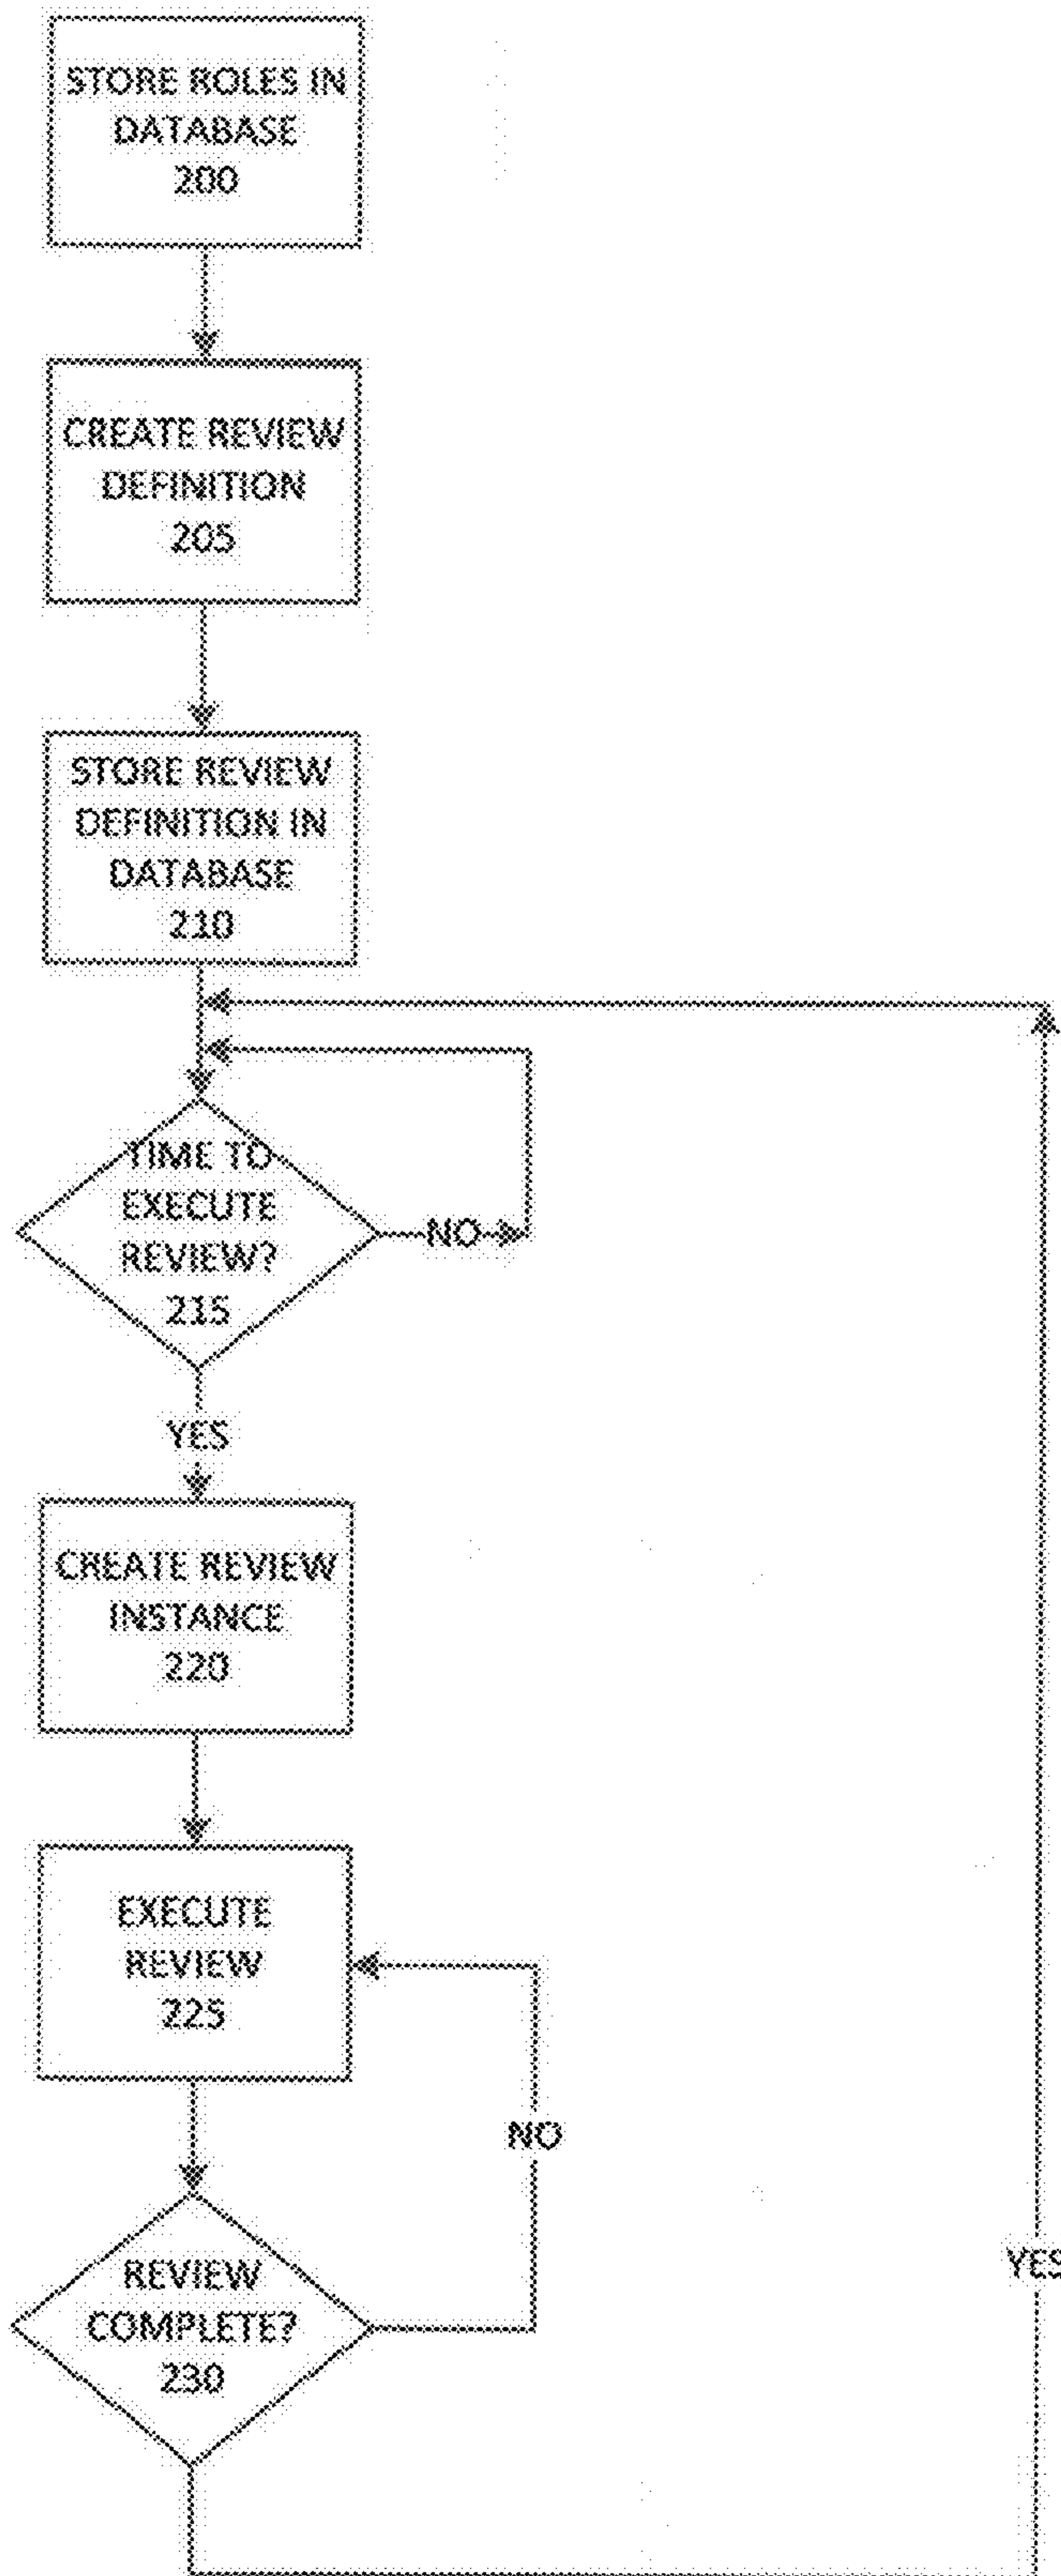 STORE ROLES IN
DATABASE
200
CREATE REVIEW
DEFINITION
205
STORE REVIEW
DEFINITION IN
DATABASE
210
TIME TO
EXECUTE
REVIEW?
215
NO
YES
CREATE REVIEW
INSTANCE
220
EXECUTE
REVIEW
225
NO
REVIEW
COMPLETE?
230
YES